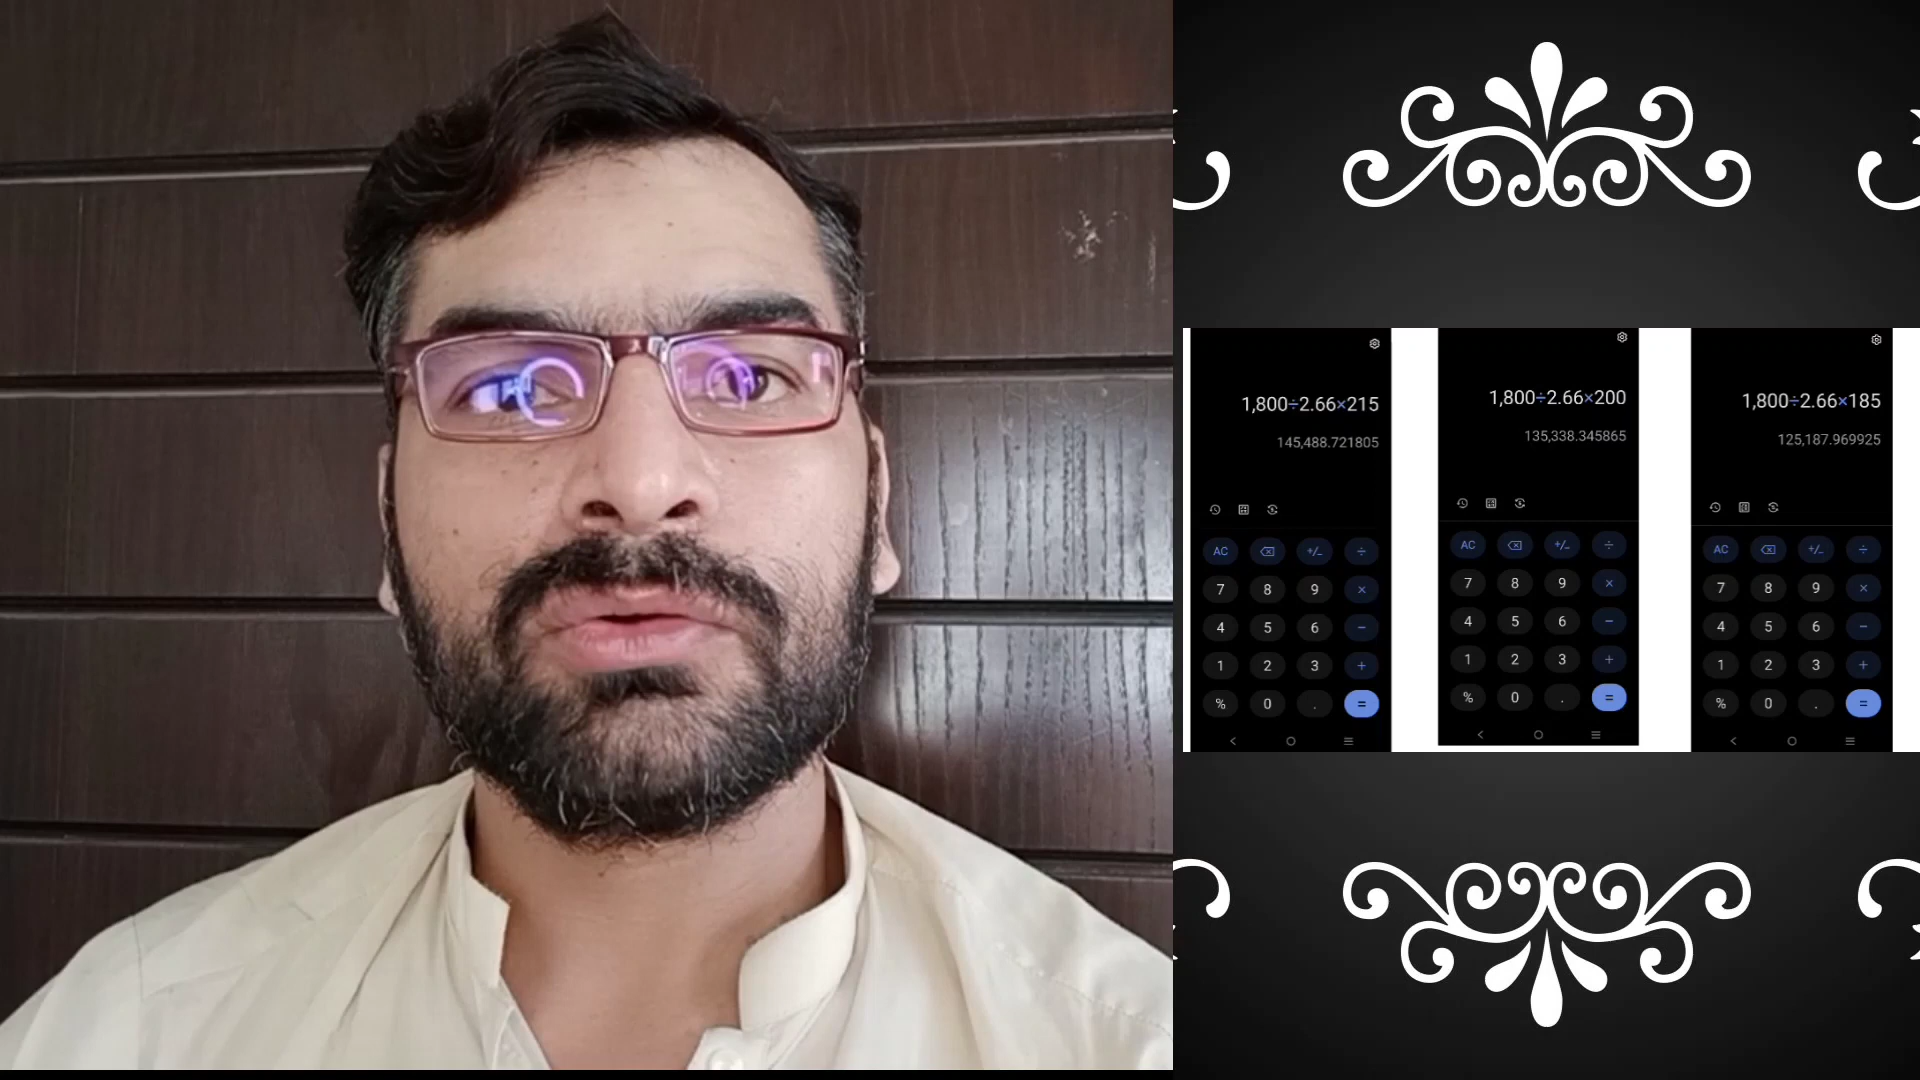 1,800÷2.66×215
145,488.721805
AC +/− ÷
7 8 9 ×
4 5 6 −
1 2 3 +
% 0 . =
1,800÷2.66×200
135,338.345865
AC +/− ÷
7 8 9 ×
4 5 6 −
1 2 3 +
% 0 . =
1,800÷2.66×185
125,187.969925
AC +/− ÷
7 8 9 ×
4 5 6 −
1 2 3 +
% 0 . =